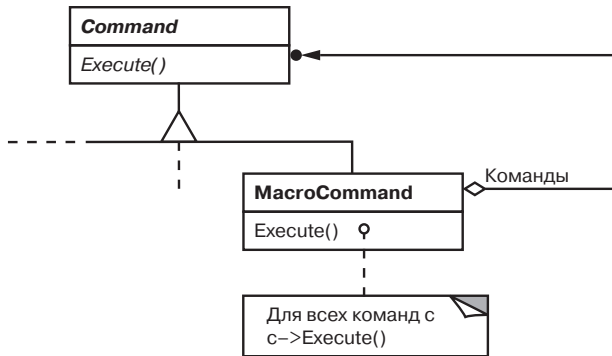 Command
Execute()
Команды
MacroCommand
Execute()
Для всех команд с
c->Execute()